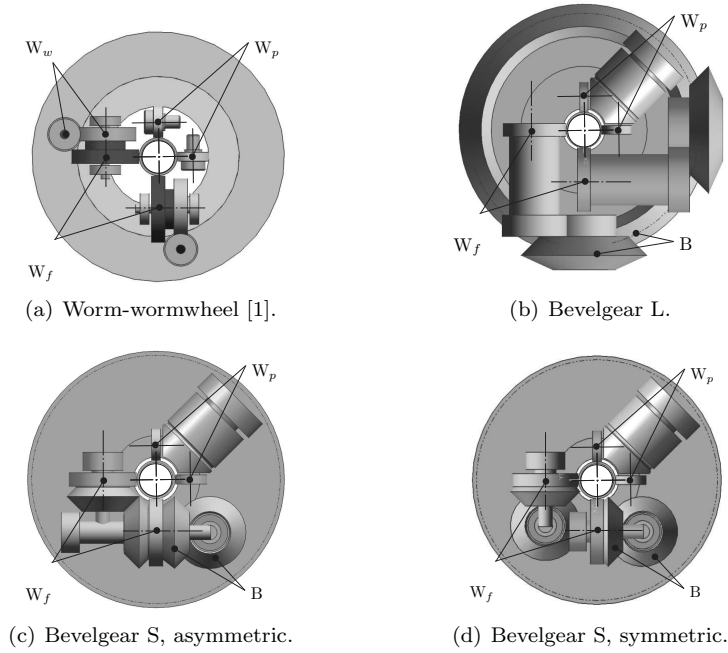 W_w
W_p
W_f
(a) Worm-wormwheel [1].
W_p
W_f
B
(b) Bevelgear L.
W_p
W_f
B
(c) Bevelgear S, asymmetric.
W_p
W_f
B
(d) Bevelgear S, symmetric.